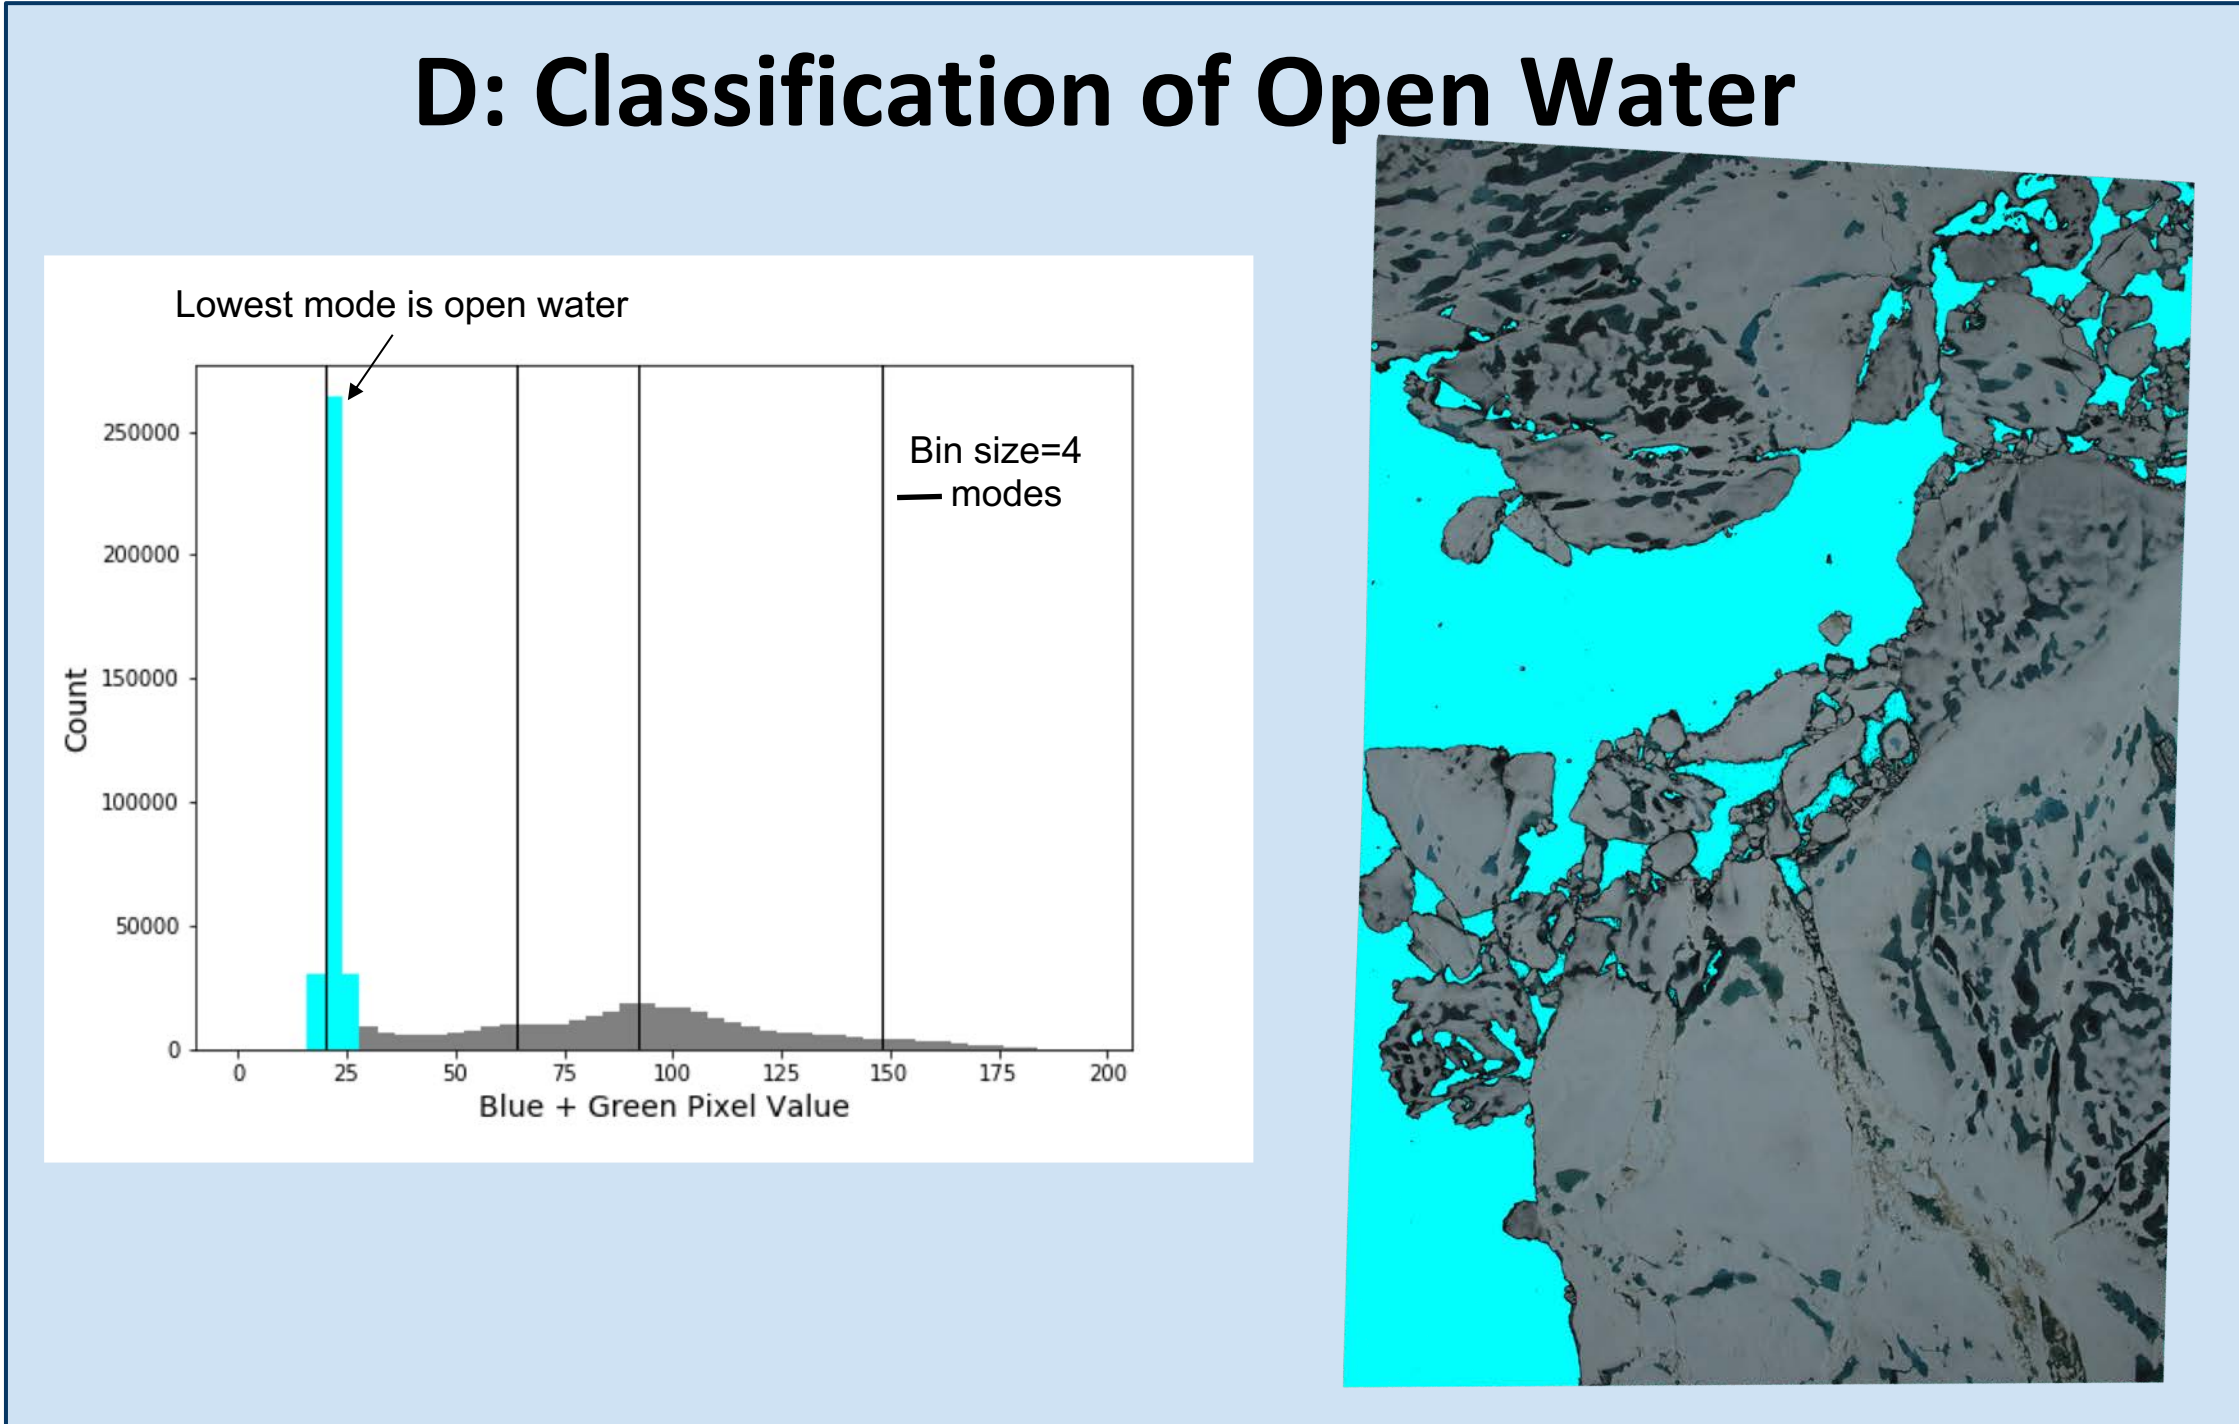 D: Classification of Open Water
Lowest mode is open water
Bin size=4
modes
Count
250000
200000
150000
100000
50000
0
0 25 50 75 100 125 150 175 200
Blue + Green Pixel Value